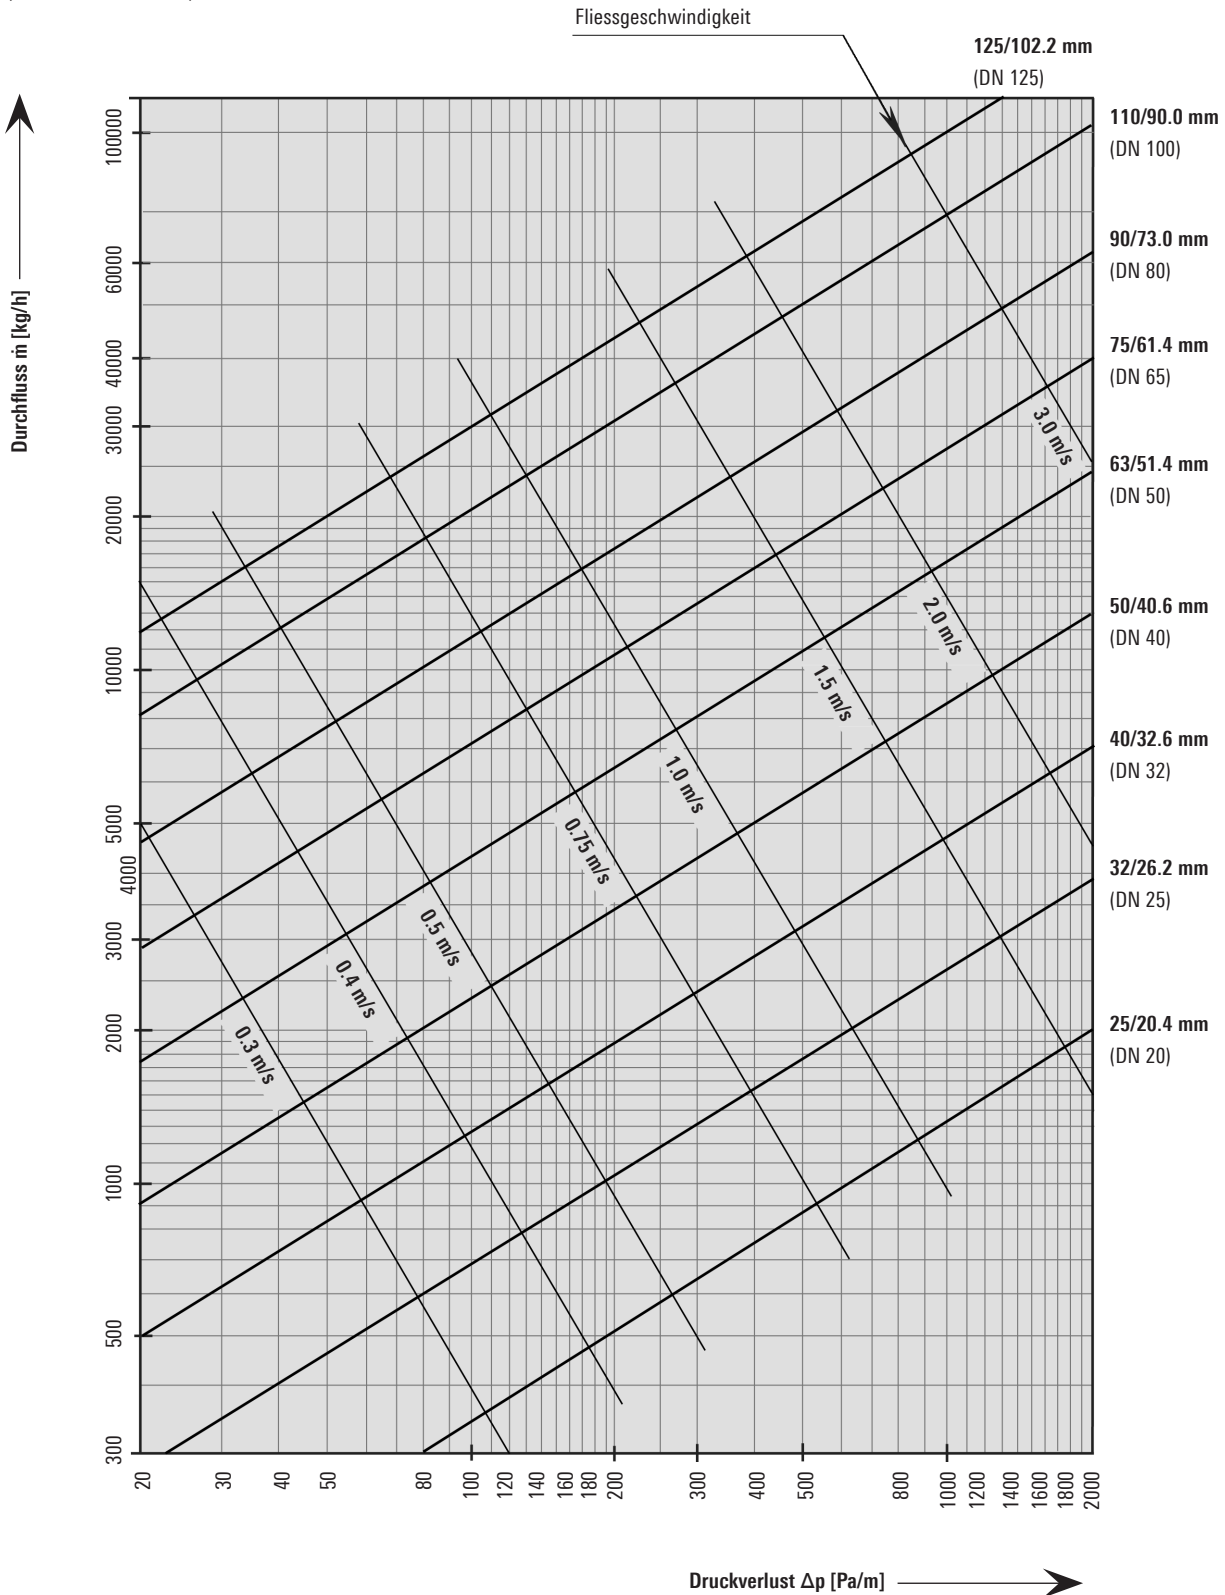 Fliessgeschwindigkeit
125/102.2 mm
(DN 125)
110/90.0 mm
(DN 100)
90/73.0 mm
(DN 80)
75/61.4 mm
(DN 65)
63/51.4 mm
(DN 50)
50/40.6 mm
(DN 40)
40/32.6 mm
(DN 32)
32/26.2 mm
(DN 25)
25/20.4 mm
(DN 20)
Durchfluss ṁ [kg/h]
100000
60000
40000
30000
20000
10000
5000
4000
3000
2000
1000
500
300
3.0 m/s
2.0 m/s
1.5 m/s
1.0 m/s
0.75 m/s
0.5 m/s
0.4 m/s
0.3 m/s
20 30 40 50 80 100 120 140 160 180 200 300 400 500 800 1000 1200 1400 1600 1800 2000
Druckverlust Δp [Pa/m]